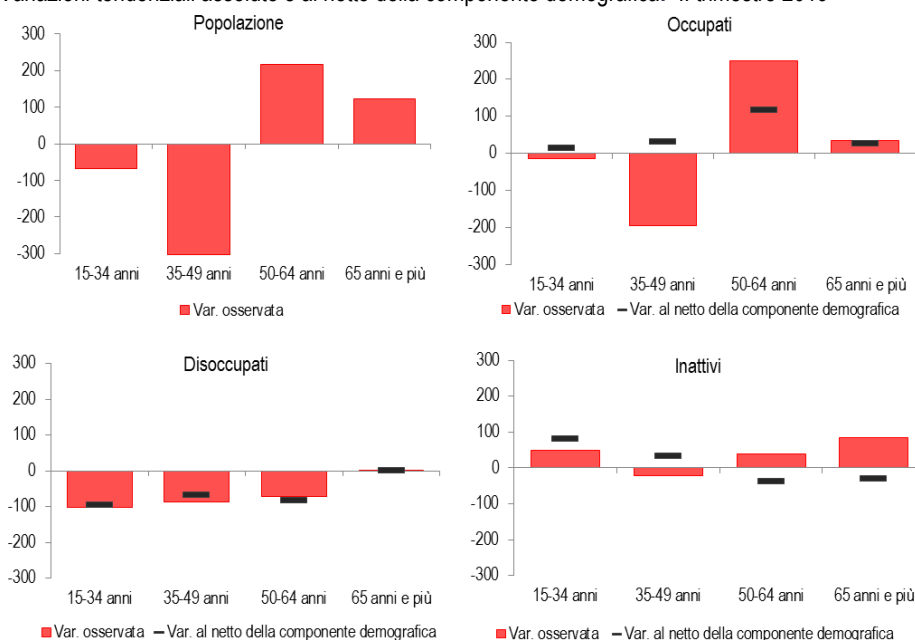 Popolazione
300
200
100
0
-100
-200
-300
15-34 anni 35-49 anni 50-64 anni 65 anni e più
Var. osservata
Occupati
300
200
100
0
-100
-200
-300
15-34 anni 35-49 anni 50-64 anni 65 anni e più
Var. osservata Var. al netto della componente demografica
Disoccupati
300
200
100
0
-100
-200
-300
15-34 anni 35-49 anni 50-64 anni 65 anni e più
Var. osservata Var. al netto della componente demografica
Inattivi
300
200
100
0
-100
-200
-300
15-34 anni 35-49 anni 50-64 anni 65 anni e più
Var. osservata Var. al netto della componente demografica